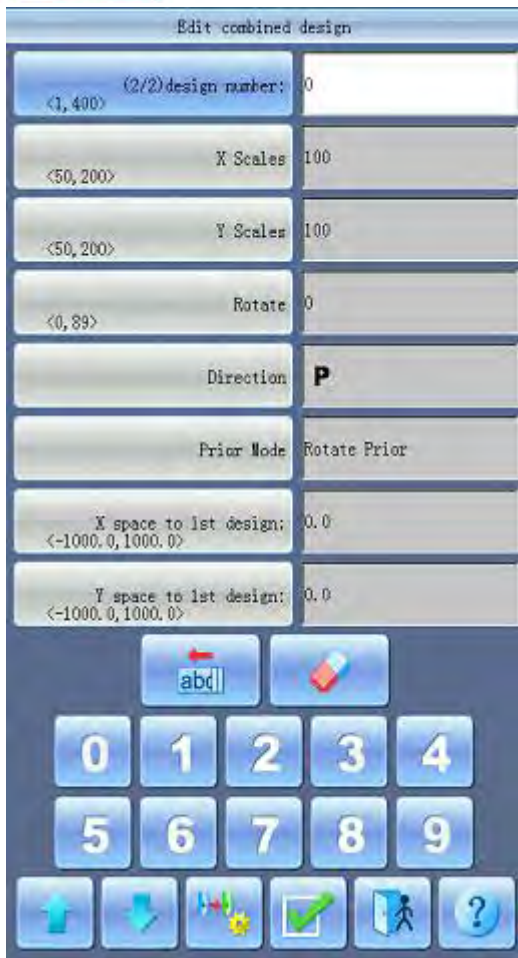 Edit combined design
(2/2)design number: 0
<1,400>
X Scales 100
<50,200>
Y Scales 100
<50,200>
Rotate 0
<0,89>
Direction P
Prior Mode Rotate Prior
X space to 1st design: 0.0
<-1000.0,1000.0>
Y space to 1st design: 0.0
<-1000.0,1000.0>
abc
0 1 2 3 4
5 6 7 8 9
?